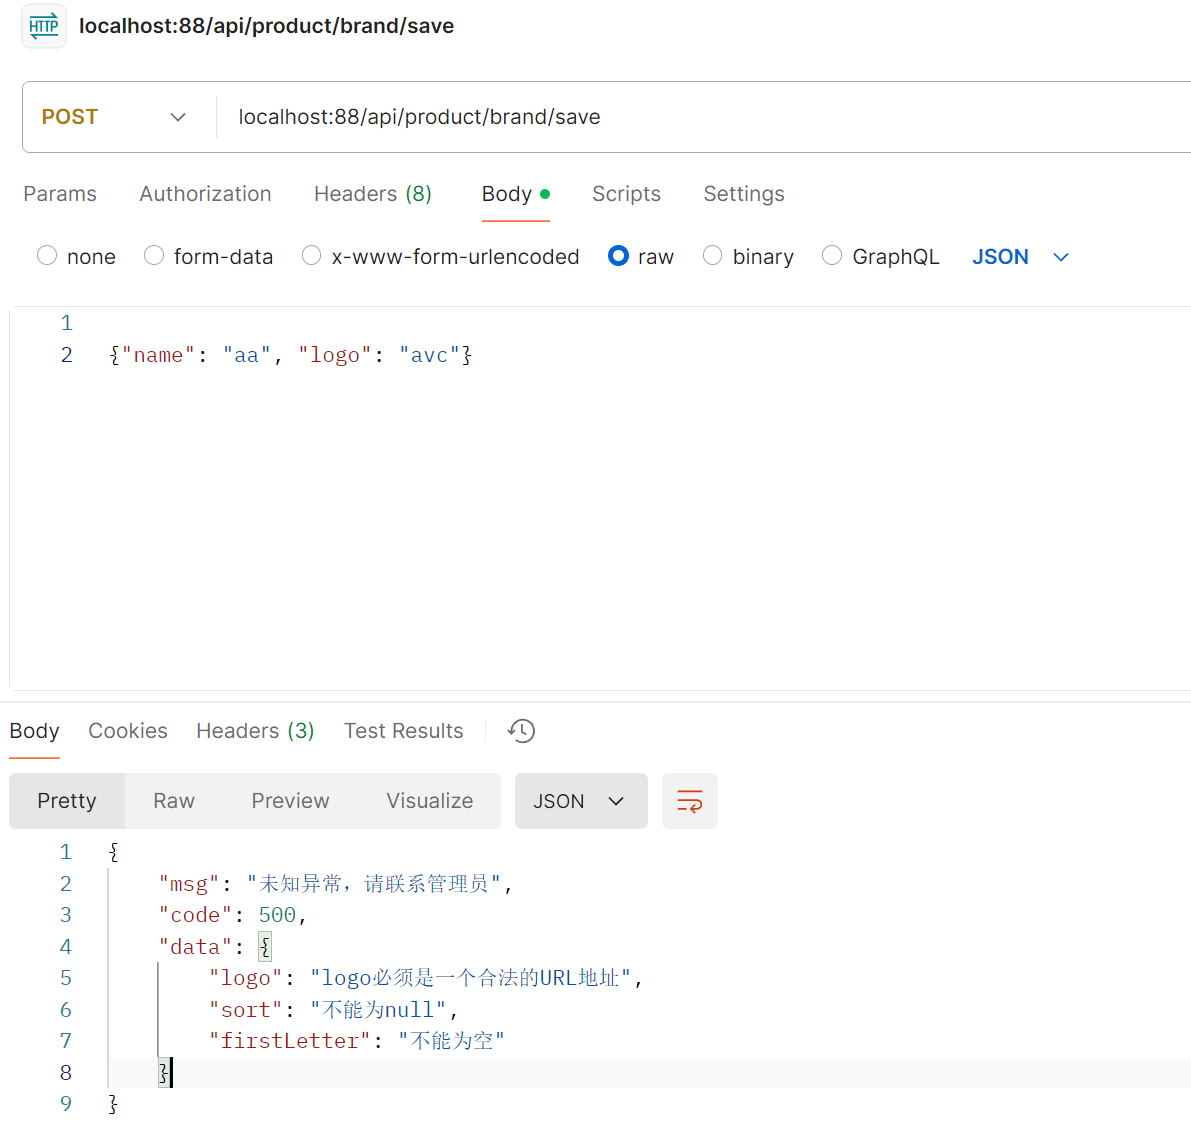 HTTP localhost:88/api/product/brand/save
POST localhost:88/api/product/brand/save
Params Authorization Headers (8) Body Scripts Settings
none form-data x-www-form-urlencoded raw binary GraphQL JSON
1
2 {"name": "aa", "logo": "avc"}
Body Cookies Headers (3) Test Results
Pretty Raw Preview Visualize JSON
1 {
2 "msg": "未知异常，请联系管理员",
3 "code": 500,
4 "data": {
5 "logo": "logo必须是一个合法的URL地址",
6 "sort": "不能为null",
7 "firstLetter": "不能为空"
8 }
9 }